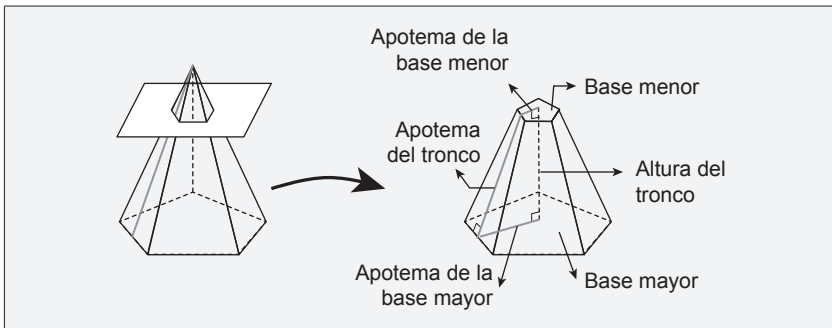 Apotema de la
base menor
Base menor
Apotema
del tronco
Altura del
tronco
Apotema de la
base mayor
Base mayor